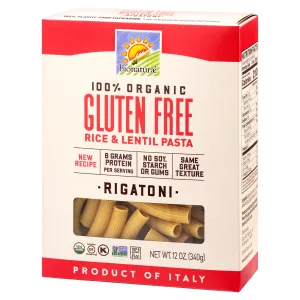 bionaturæ
100% ORGANIC
GLUTEN FREE
RICE & LENTIL PASTA
NEW RECIPE
8 GRAMS PROTEIN PER SERVING
NO SOY, STARCH OR GUMS
SAME GREAT TEXTURE
RIGATONI
NET WT. 12 OZ. (340g)
PRODUCT OF ITALY